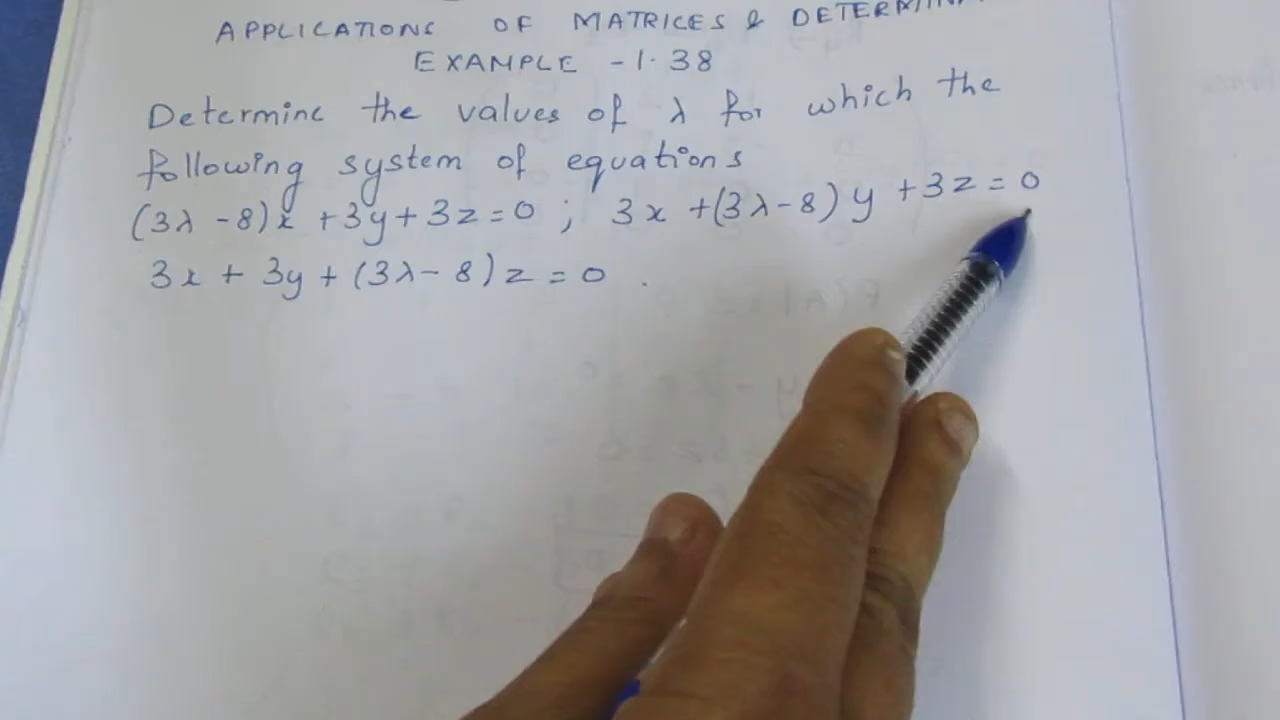 APPLICATIONS OF MATRICES &
EXAMPLE - 1.38
Determine the values of λ for which the
following system of equations
(3λ - 8)x + 3y + 3z = 0 ; 3x + (3λ - 8) y + 3z = 0
3x + 3y + (3λ - 8) z = 0 .